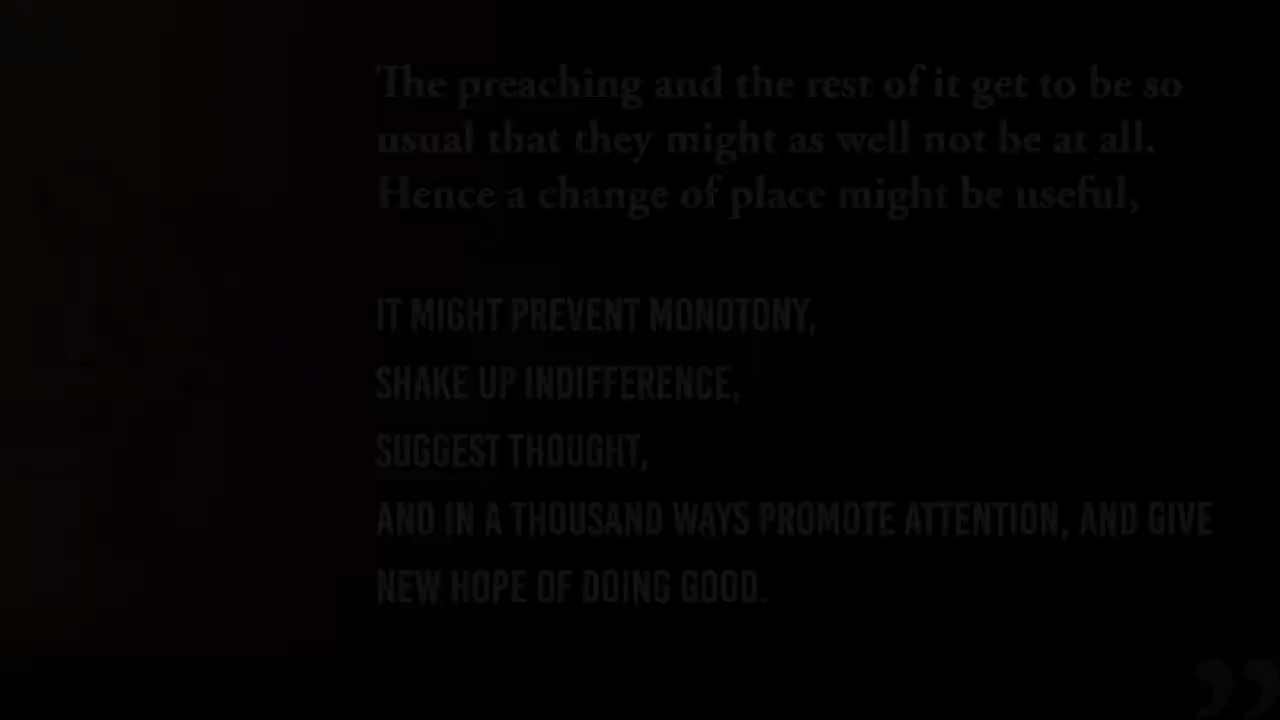 The preaching and the rest of it get to be so
usual that they might as well not be at all.
Hence a change of place might be useful,
IT MIGHT PREVENT MONOTONY,
SHAKE UP INDIFFERENCE,
SUGGEST THOUGHT,
AND IN A THOUSAND WAYS PROMOTE ATTENTION, AND GIVE
NEW HOPE OF DOING GOOD.
”